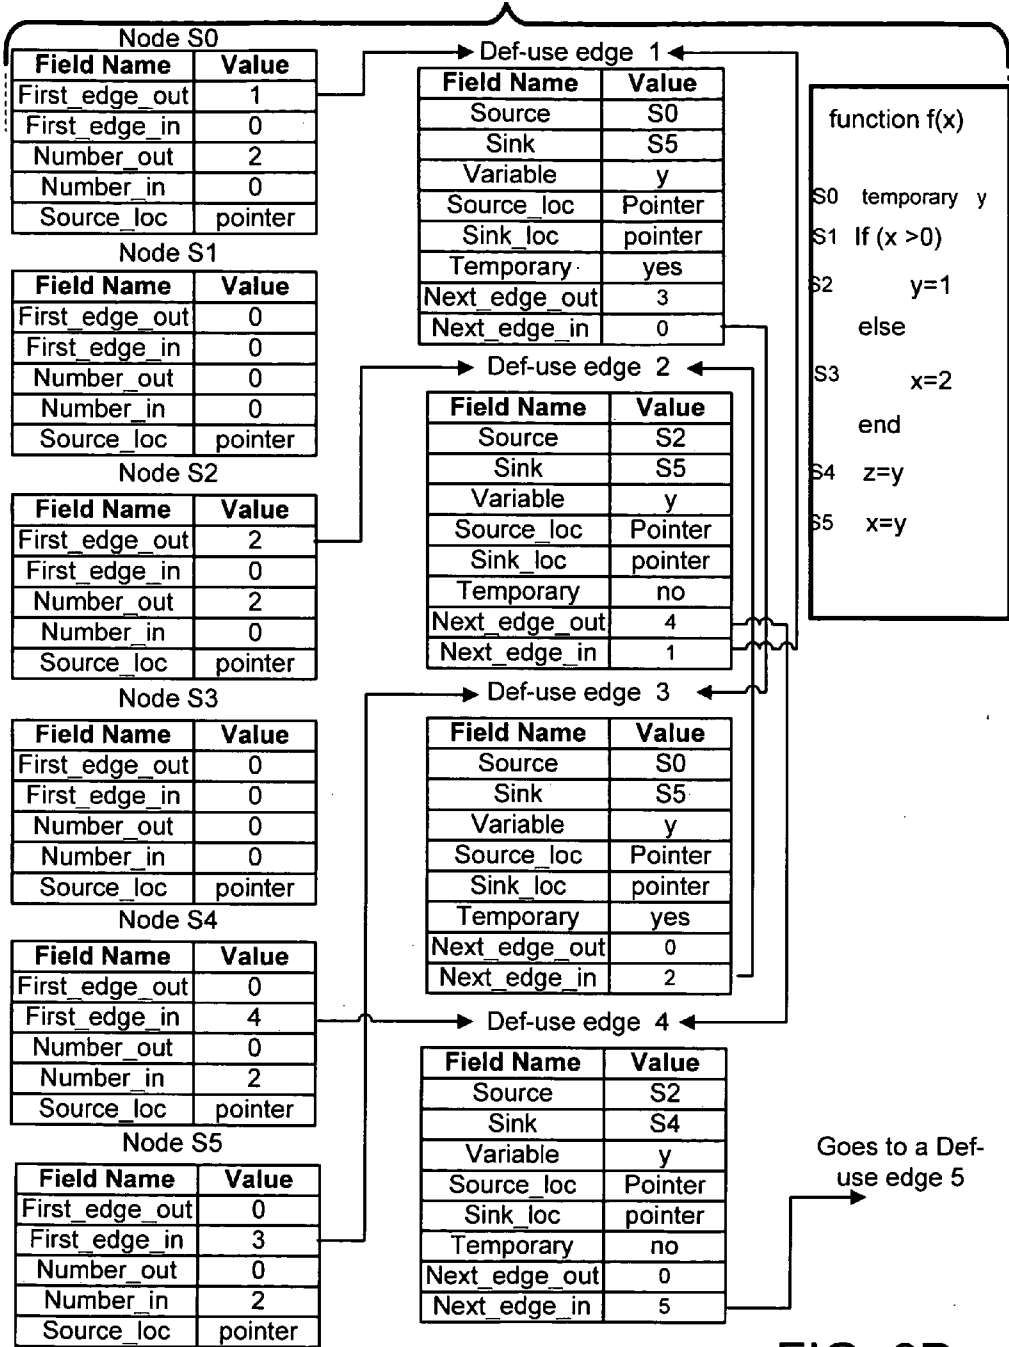 Node S0
Field Name Value
First_edge_out 1
First_edge_in 0
Number_out 2
Number_in 0
Source_loc pointer
Node S1
Field Name Value
First_edge_out 0
First_edge_in 0
Number_out 0
Number_in 0
Source_loc pointer
Node S2
Field Name Value
First_edge_out 2
First_edge_in 0
Number_out 2
Number_in 0
Source_loc pointer
Node S3
Field Name Value
First_edge_out 0
First_edge_in 0
Number_out 0
Number_in 0
Source_loc pointer
Node S4
Field Name Value
First_edge_out 0
First_edge_in 4
Number_out 0
Number_in 2
Source_loc pointer
Node S5
Field Name Value
First_edge_out 0
First_edge_in 3
Number_out 0
Number_in 2
Source_loc pointer
Def-use edge 1
Field Name Value
Source S0
Sink S5
Variable y
Source_loc Pointer
Sink_loc pointer
Temporary yes
Next_edge_out 3
Next_edge_in 0
Def-use edge 2
Field Name Value
Source S2
Sink S5
Variable y
Source_loc Pointer
Sink_loc pointer
Temporary no
Next_edge_out 4
Next_edge_in 1
Def-use edge 3
Field Name Value
Source S0
Sink S5
Variable y
Source_loc Pointer
Sink_loc pointer
Temporary yes
Next_edge_out 0
Next_edge_in 2
Def-use edge 4
Field Name Value
Source S2
Sink S4
Variable y
Source_loc Pointer
Sink_loc pointer
Temporary no
Next_edge_out 0
Next_edge_in 5
function f(x)
S0 temporary y
S1 If (x >0)
S2 y=1
else
S3 x=2
end
S4 z=y
S5 x=y
Goes to a Def-
use edge 5